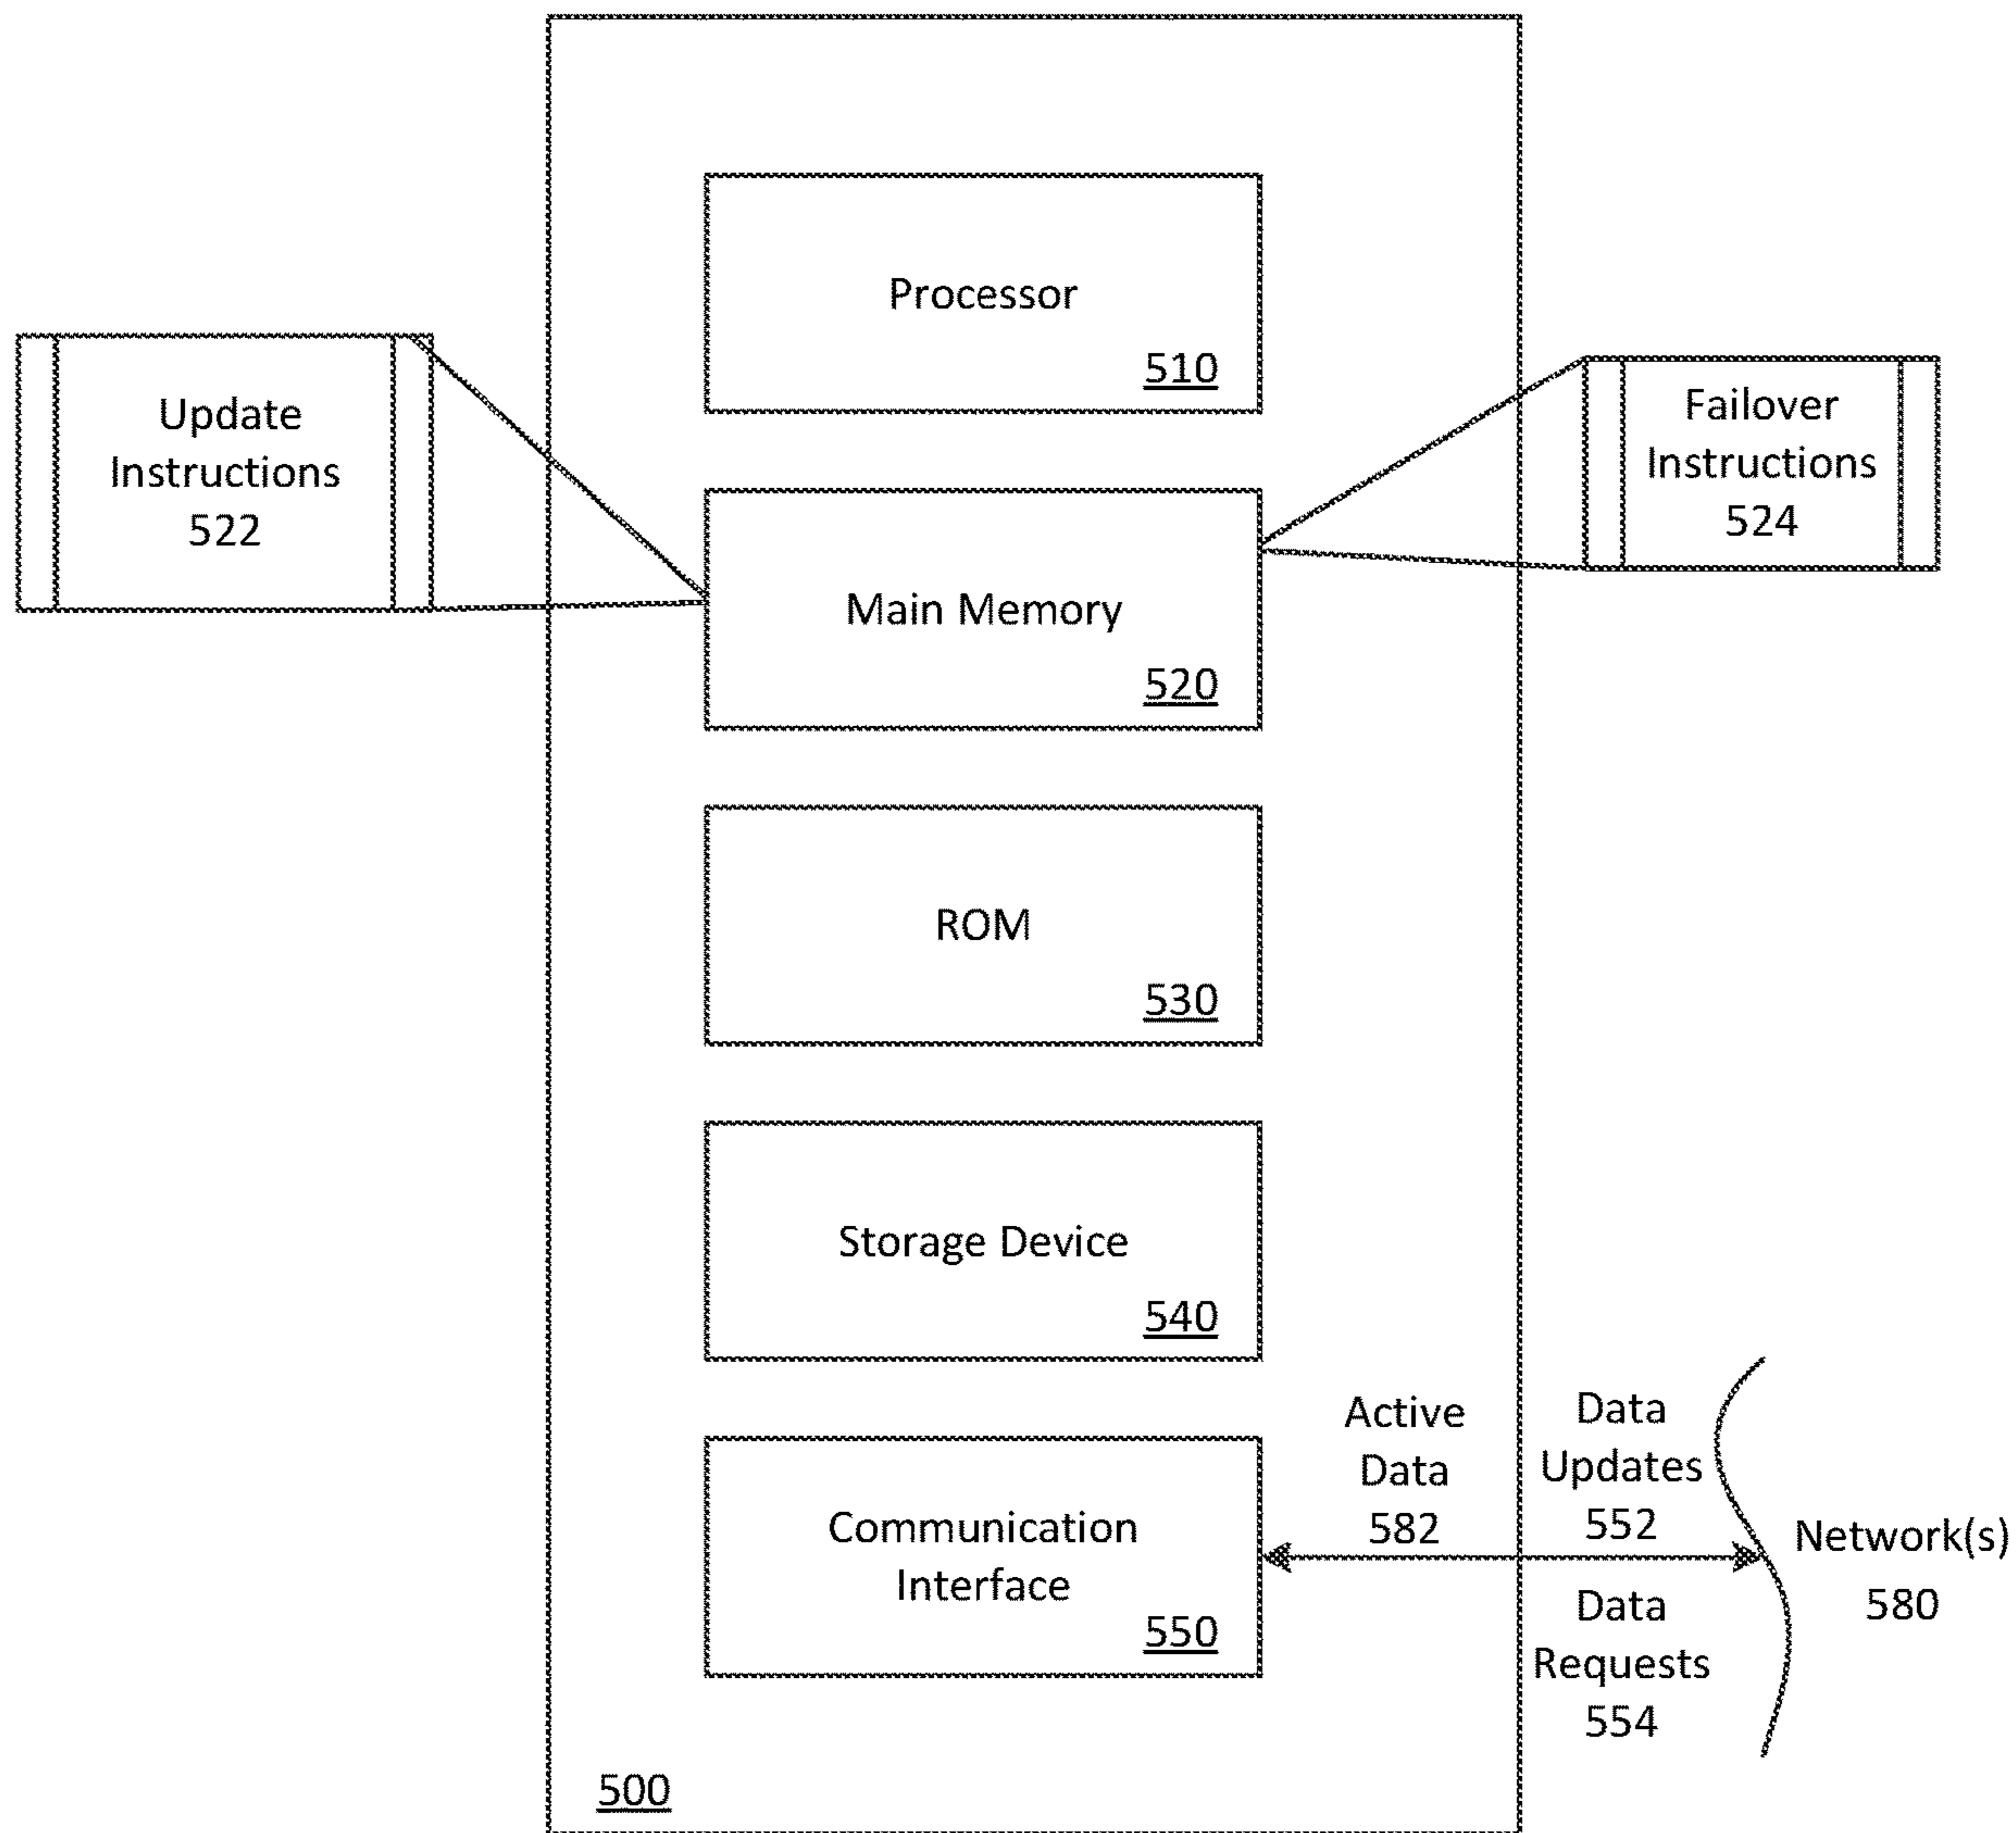 Processor
510
Update
Instructions
522
Failover
Instructions
524
Main Memory
520
ROM
530
Storage Device
540
Communication
Interface
550
Active
Data
582
Data
Updates
552
Data
Requests
554
Network(s)
580
500